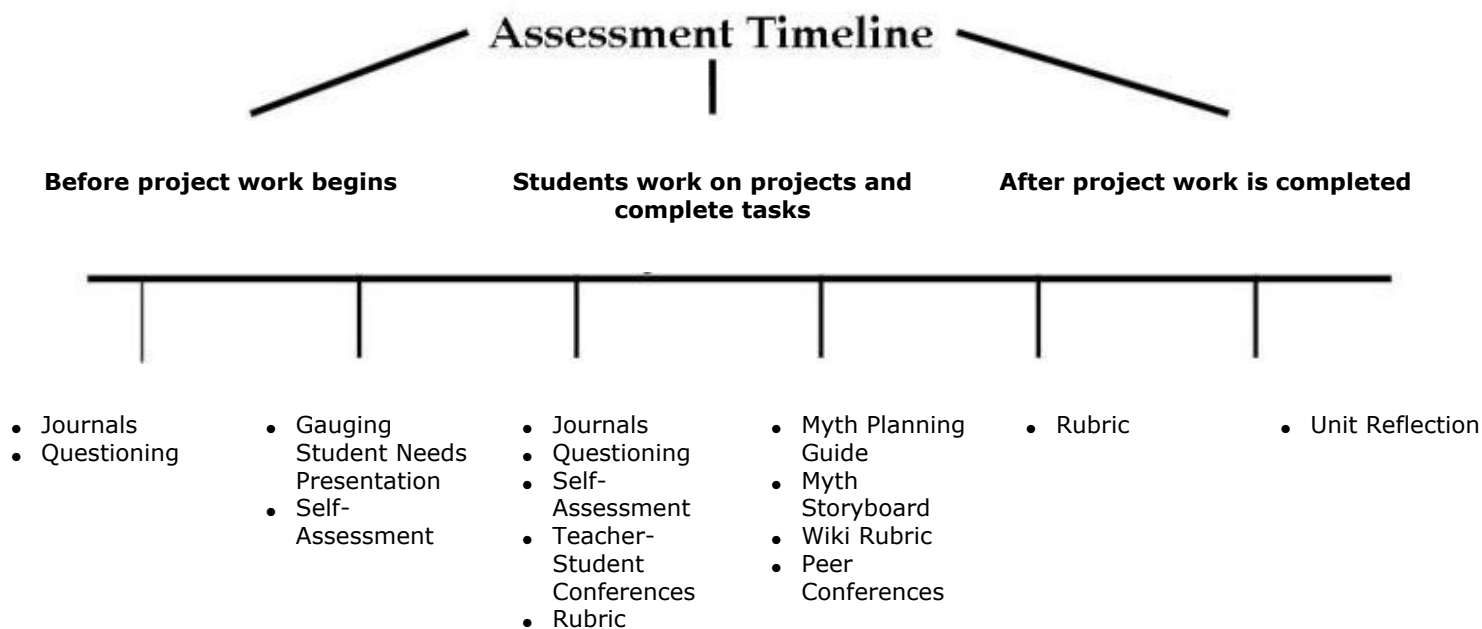 Assessment Timeline
Before project work begins
Students work on projects and
complete tasks
After project work is completed
• Journals
• Questioning
• Gauging
Student Needs
Presentation
• Self-
Assessment
• Journals
• Questioning
• Self-
Assessment
• Teacher-
Student
Conferences
• Rubric
• Myth Planning
Guide
• Myth
Storyboard
• Wiki Rubric
• Peer
Conferences
• Rubric
• Unit Reflection